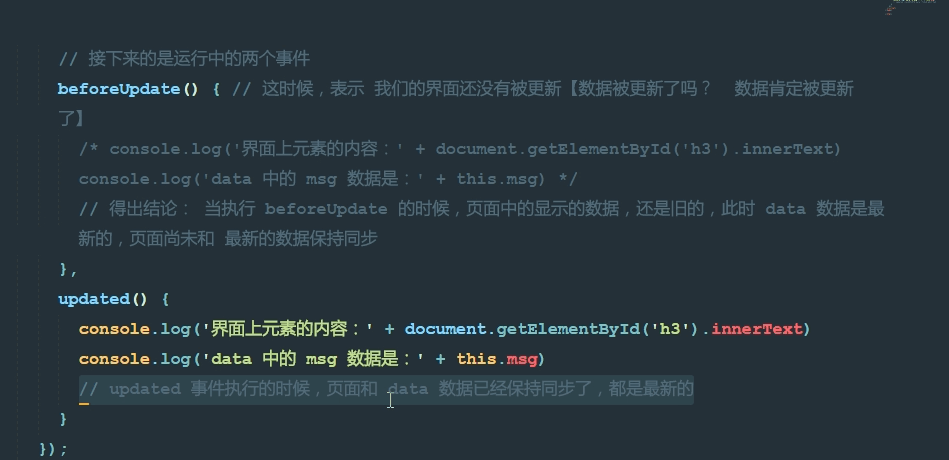 // 接下来的是运行中的两个事件
beforeUpdate() { // 这时候，表示 我们的界面还没有被更新【数据被更新了吗？  数据肯定被更新
了】
/* console.log('界面上元素的内容：' + document.getElementById('h3').innerText)
console.log('data 中的 msg 数据是：' + this.msg) */
// 得出结论： 当执行 beforeUpdate 的时候，页面中的显示的数据，还是旧的，此时 data 数据是最
新的，页面尚未和 最新的数据保持同步
},
updated() {
console.log('界面上元素的内容：' + document.getElementById('h3').innerText)
console.log('data 中的 msg 数据是：' + this.msg)
// updated 事件执行的时候，页面和 data 数据已经保持同步了，都是最新的
}
});